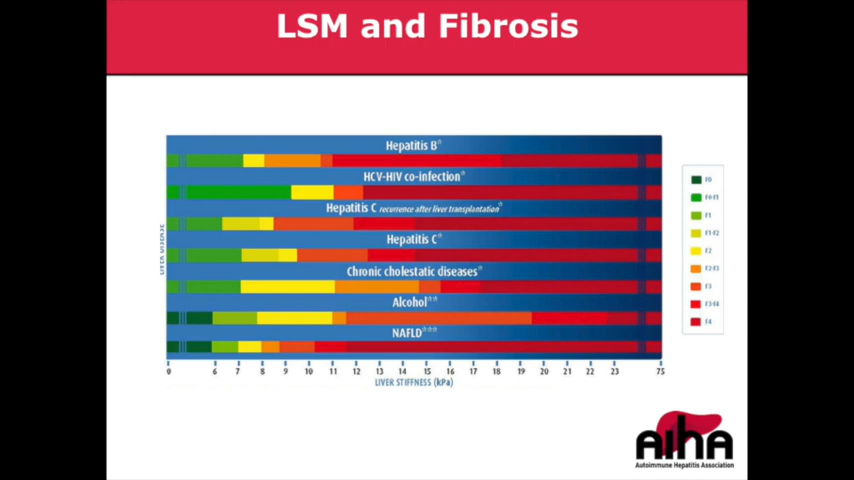 LSM and Fibrosis
Hepatitis B*
HCV-HIV co-infection*
Hepatitis C recurrence after liver transplantation*
Hepatitis C*
Chronic cholestatic diseases*
Alcohol**
NAFLD***
LIVER DISEASE
0 6 7 8 9 10 11 12 13 14 15 16 17 18 19 20 21 22 23 75
LIVER STIFFNESS (kPa)
F0
F0-F1
F1
F1-F2
F2
F2-F3
F3
F3-F4
F4
AIHA
Autoimmune Hepatitis Association